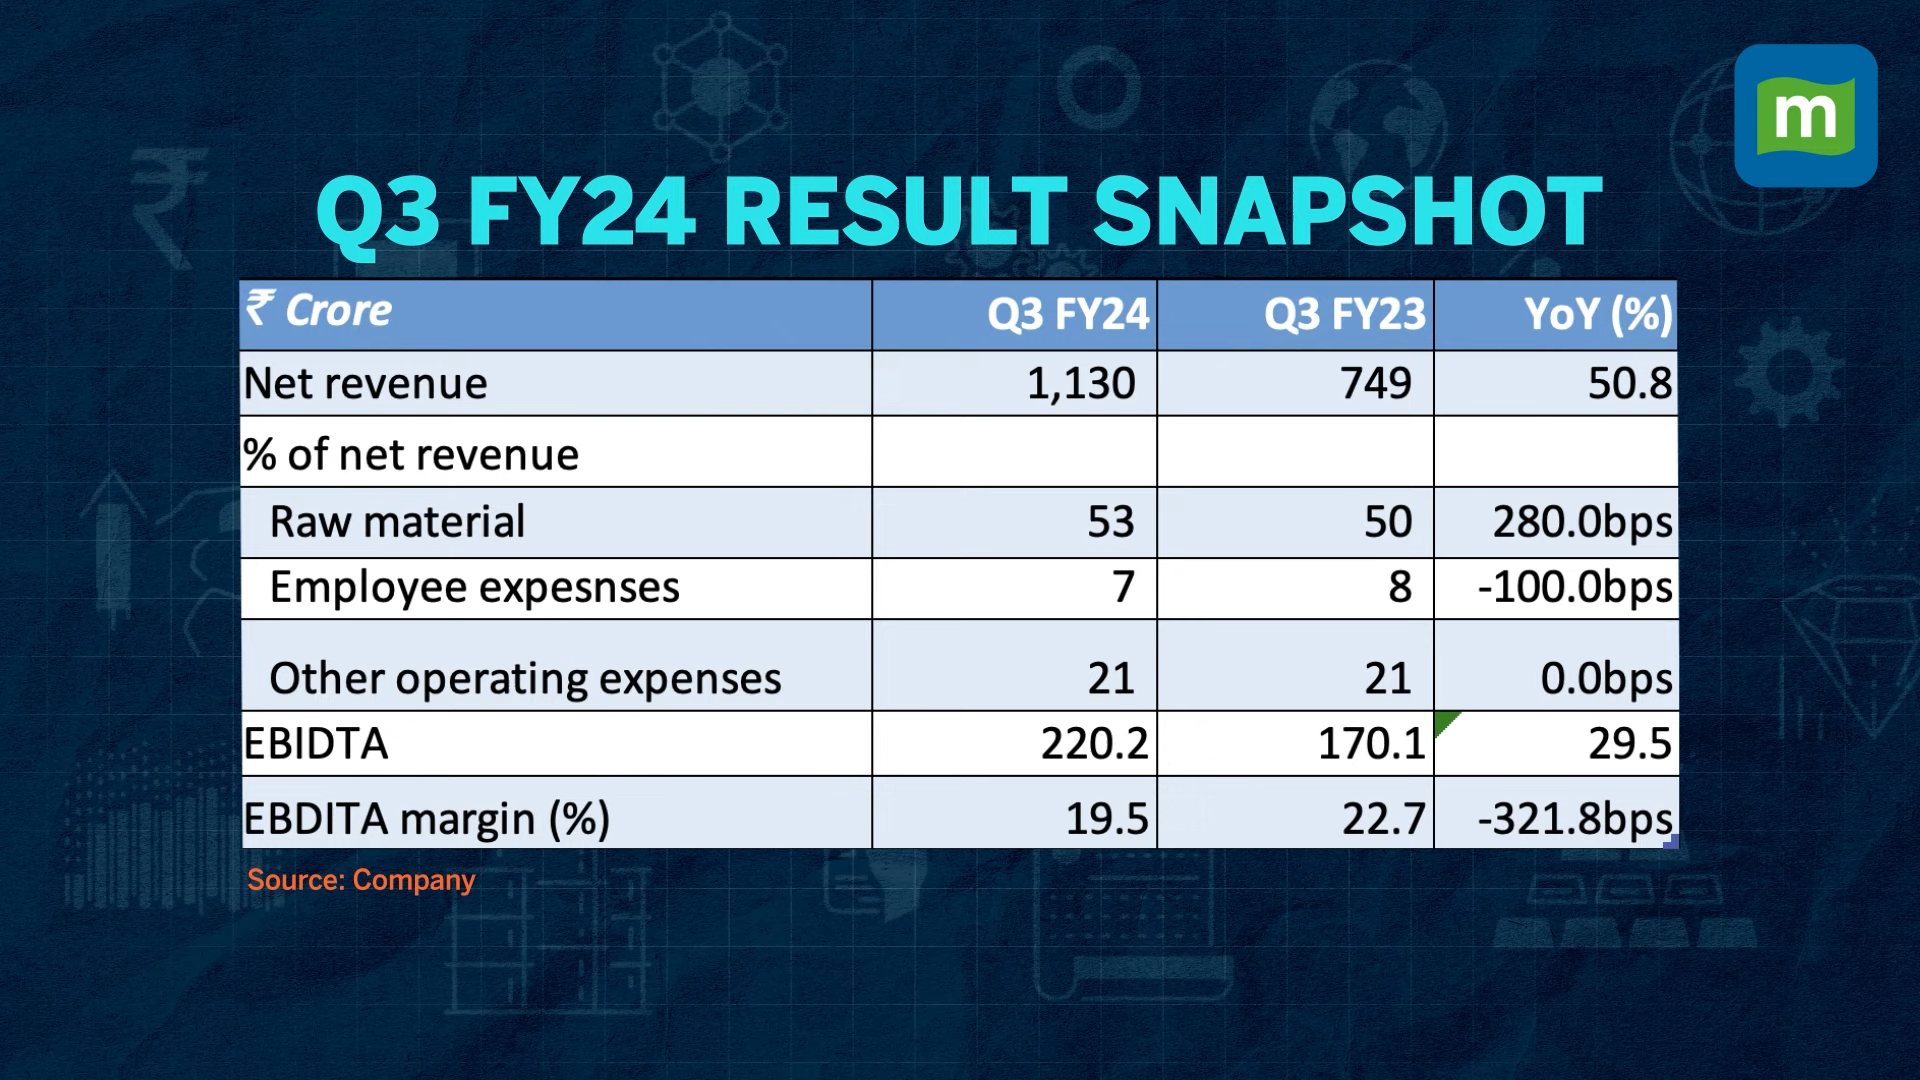 m
Q3 FY24 RESULT SNAPSHOT
₹ Crore Q3 FY24 Q3 FY23 YoY (%)
Net revenue 1,130 749 50.8
% of net revenue
Raw material 53 50 280.0bps
Employee expesnses 7 8 -100.0bps
Other operating expenses 21 21 0.0bps
EBIDTA 220.2 170.1 29.5
EBDITA margin (%) 19.5 22.7 -321.8bps
Source: Company